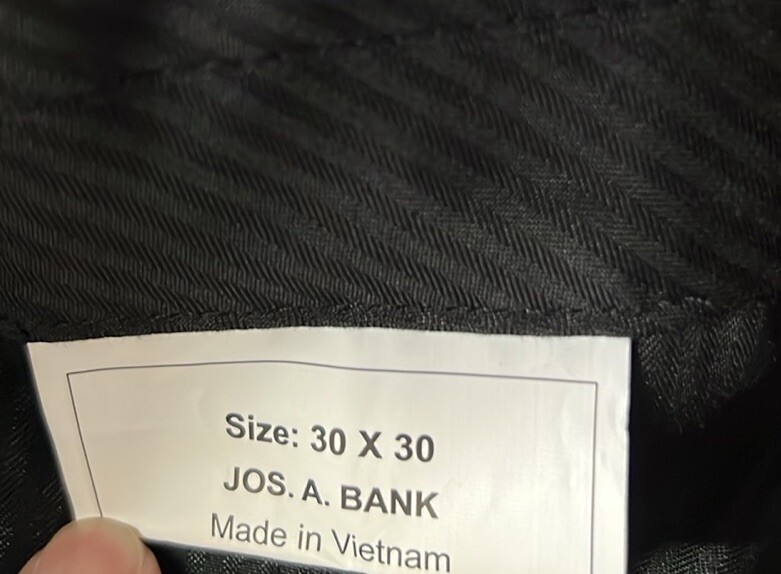 Size: 30 X 30
JOS. A. BANK
Made in Vietnam